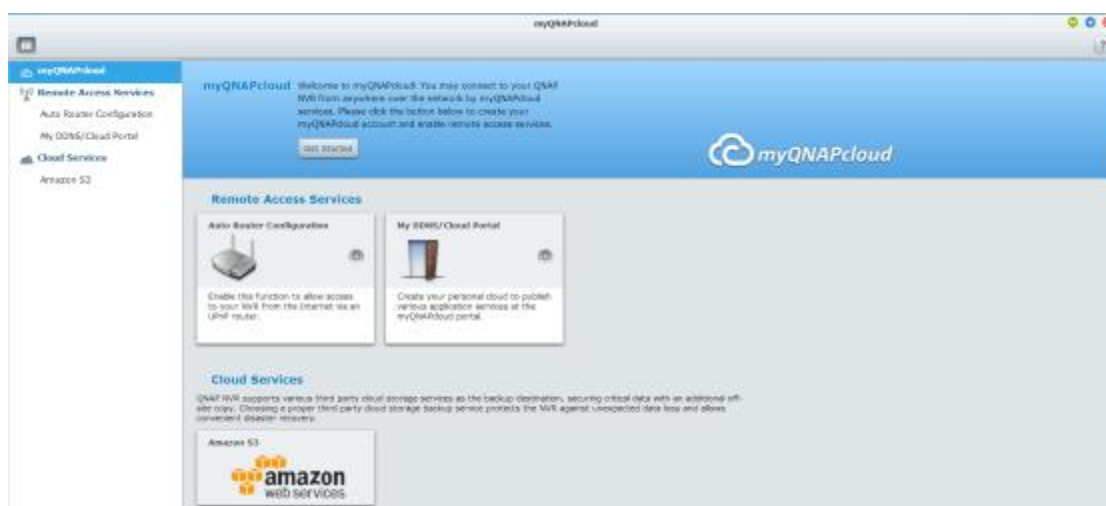 myQNAPcloud
?
myQNAPcloud
Remote Access Services
Auto Router Configuration
My DDNS/Cloud Portal
Cloud Services
Amazon S3
myQNAPcloud
Welcome to myQNAPcloud! You may connect to your QNAP
NVR from anywhere over the network by myQNAPcloud
services. Please click the button below to create your
myQNAPcloud account and enable remote access services.
Get Started
myQNAPcloud
Remote Access Services
Auto Router Configuration
Enable this function to allow access
to your NVR from the Internet via an
UPnP router.
My DDNS/Cloud Portal
Create your personal cloud to publish
various application services at the
myQNAPcloud portal.
Cloud Services
QNAP NVR supports various third party cloud storage services as the backup destination, securing critical data with an additional off-
site copy. Choosing a proper third party cloud storage backup service protects the NVR against unexpected data loss and allows
convenient disaster recovery.
Amazon S3
amazon
web services